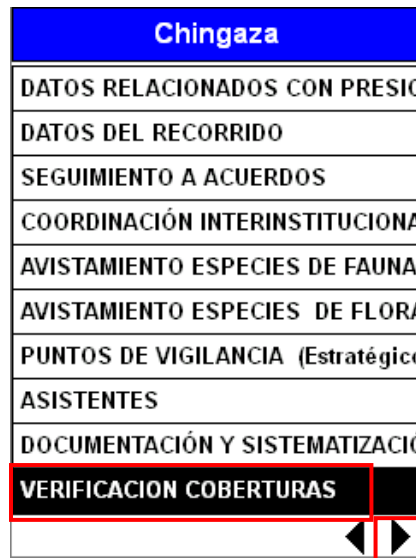 Chingaza
DATOS RELACIONADOS CON PRESIO
DATOS DEL RECORRIDO
SEGUIMIENTO A ACUERDOS
COORDINACIÓN INTERINSTITUCIONA
AVISTAMIENTO ESPECIES DE FAUNA
AVISTAMIENTO ESPECIES DE FLORA
PUNTOS DE VIGILANCIA (Estratégico
ASISTENTES
DOCUMENTACIÓN Y SISTEMATIZACIÓ
VERIFICACION COBERTURAS